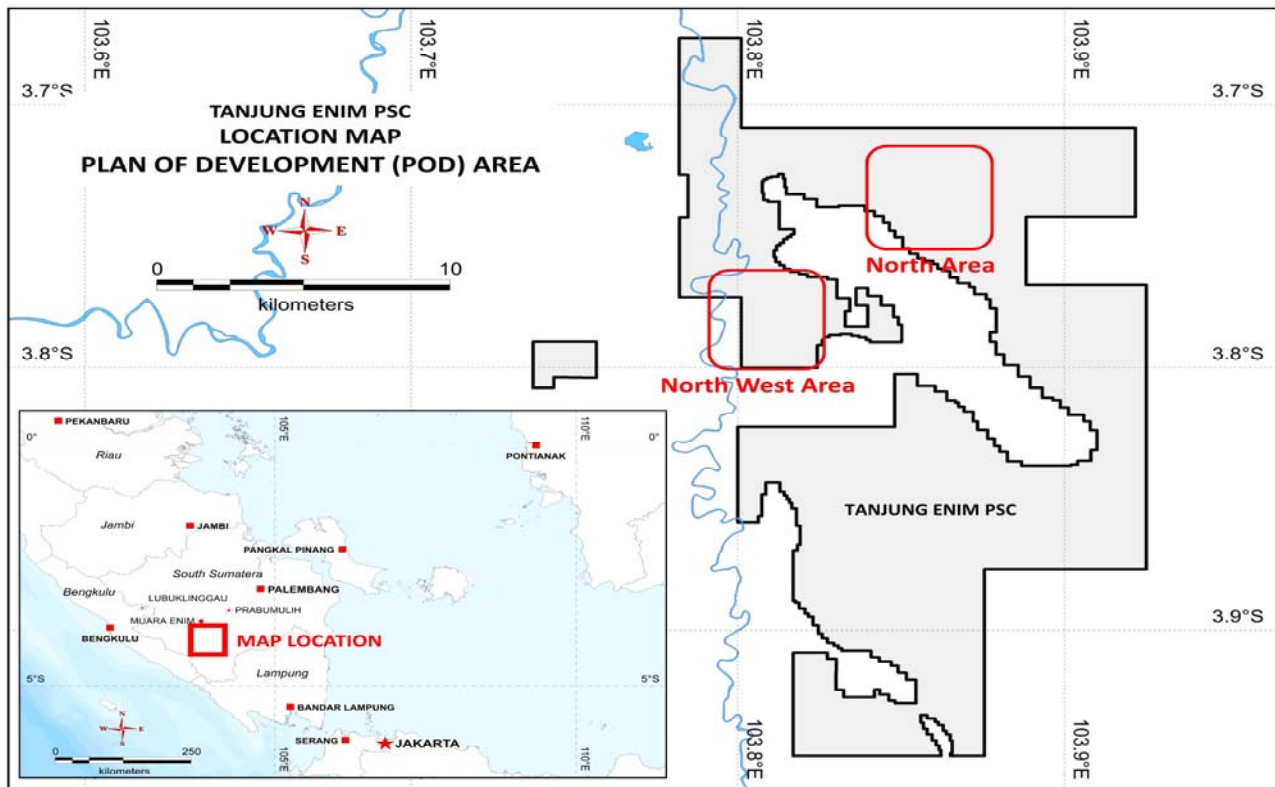 103.6°E
103.7°E
103.8°E
103.9°E
3.7°S
3.7°S
TANJUNG ENIM PSC
LOCATION MAP
PLAN OF DEVELOPMENT (POD) AREA
N
W
E
S
0
10
kilometers
North Area
3.8°S
3.8°S
North West Area
TANJUNG ENIM PSC
3.9°S
103.8°E
103.9°E
105°E
110°E
PEKANBARU
0°
0°
Riau
PONTIANAK
Jambi
JAMBI
PANGKAL PINANG
South Sumatera
Bengkulu
PALEMBANG
LUBUKLINGGAU
PRABUMULIH
MUARA ENIM
BENGKULU
MAP LOCATION
Lampung
5°S
5°S
N
W
E
S
BANDAR LAMPUNG
SERANG
JAKARTA
0
250
kilometers
105°E
110°E